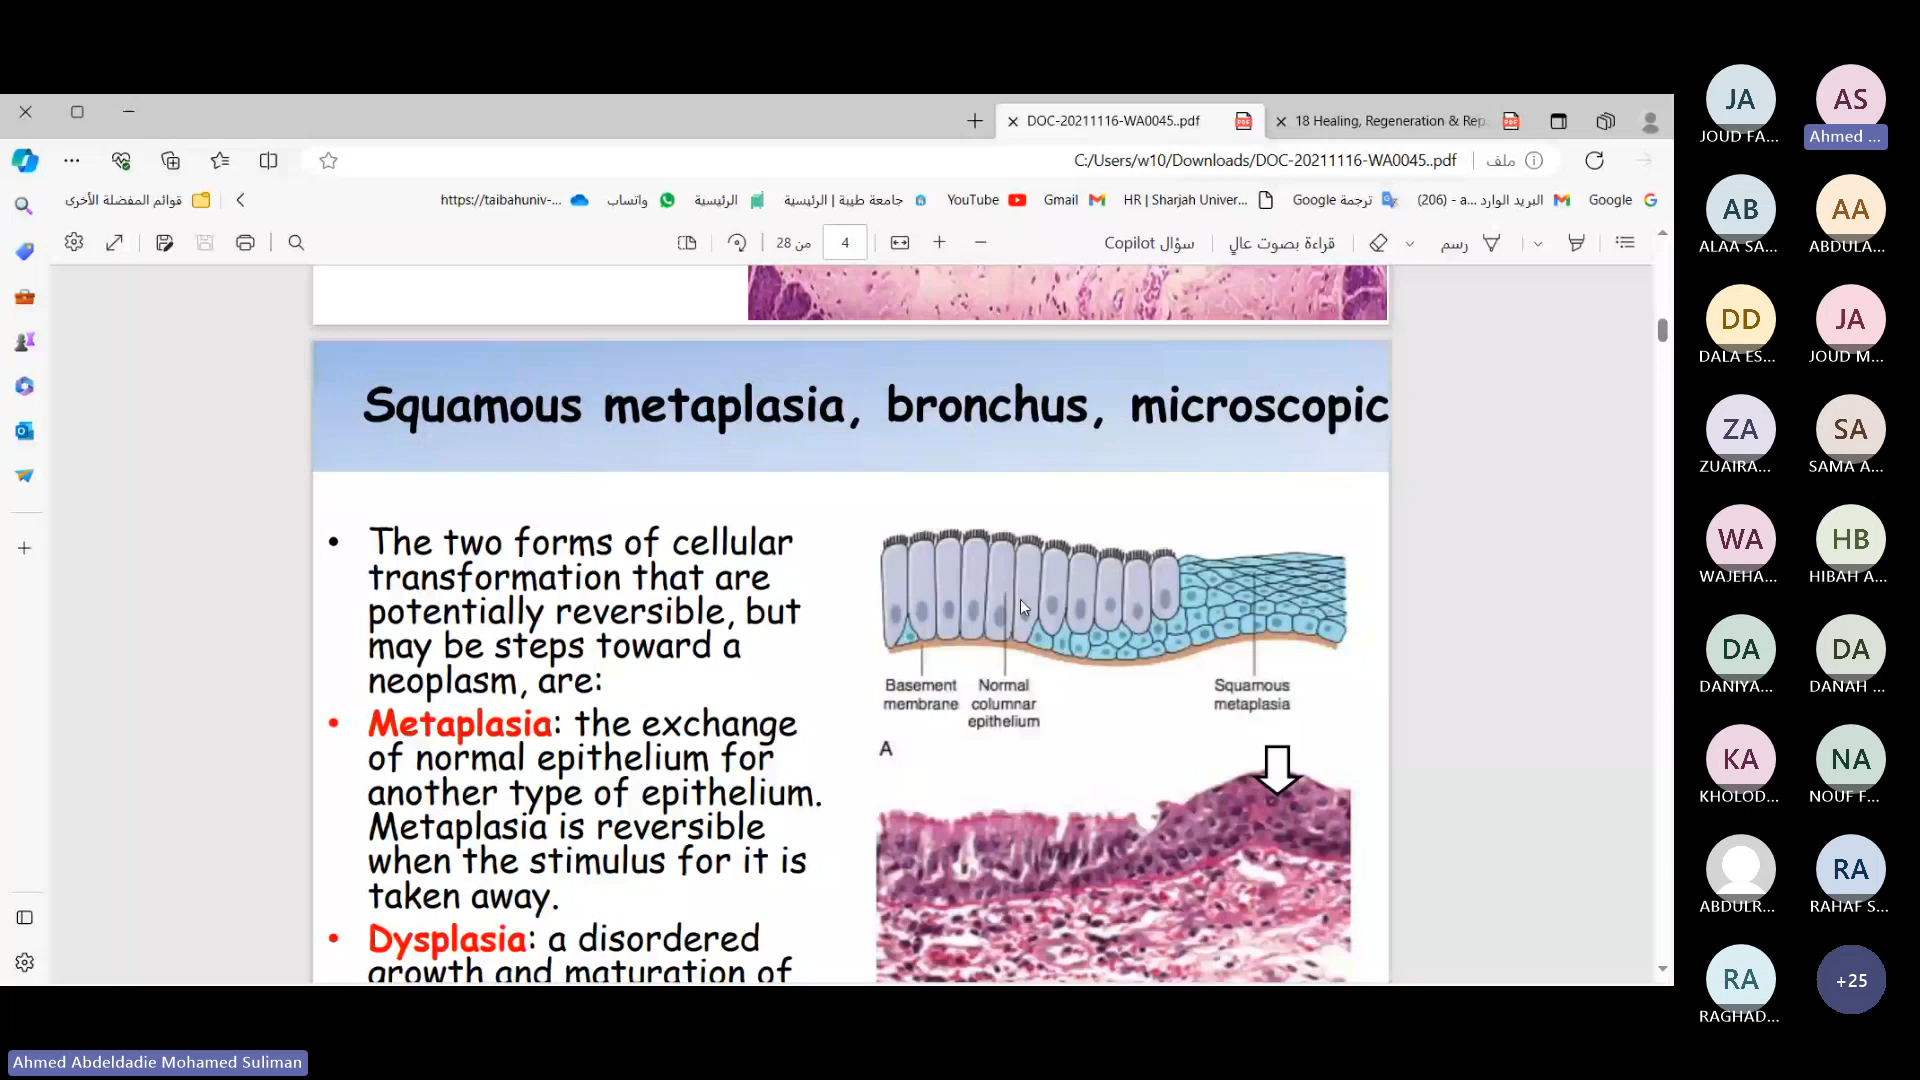 DOC-20211116-WA0045..pdf
18 Healing, Regeneration & Rep
C:/Users/w10/Downloads/DOC-20211116-WA0045..pdf
ملف
قوائم المفضلة الأخرى
https://taibahuniv-...
واتساب
الرئيسية
جامعة طيبة | الرئيسية
YouTube
Gmail
HR | Sharjah Univer...
ترجمة Google
البريد الوارد (206) - a...
Google
4
من 28
سؤال Copilot
قراءة بصوت عالٍ
رسم
Squamous metaplasia, bronchus, microscopic
• The two forms of cellular
transformation that are
potentially reversible, but
may be steps toward a
neoplasm, are:
• Metaplasia: the exchange
of normal epithelium for
another type of epithelium.
Metaplasia is reversible
when the stimulus for it is
taken away.
• Dysplasia: a disordered
growth and maturation of
Basement
membrane
Normal
columnar
epithelium
Squamous
metaplasia
A
JA
JOUD FA...
AS
Ahmed ...
AB
ALAA SA...
AA
ABDULA...
DD
DALA ES...
JA
JOUD M...
ZA
ZUAIRA...
SA
SAMA A...
WA
WAJEHA...
HB
HIBAH A...
DA
DANIYA...
DA
DANAH ...
KA
KHOLOD...
NA
NOUF F...
ABDULR...
RA
RAHAF S...
RA
RAGHAD...
+25
Ahmed Abdeldadie Mohamed Suliman